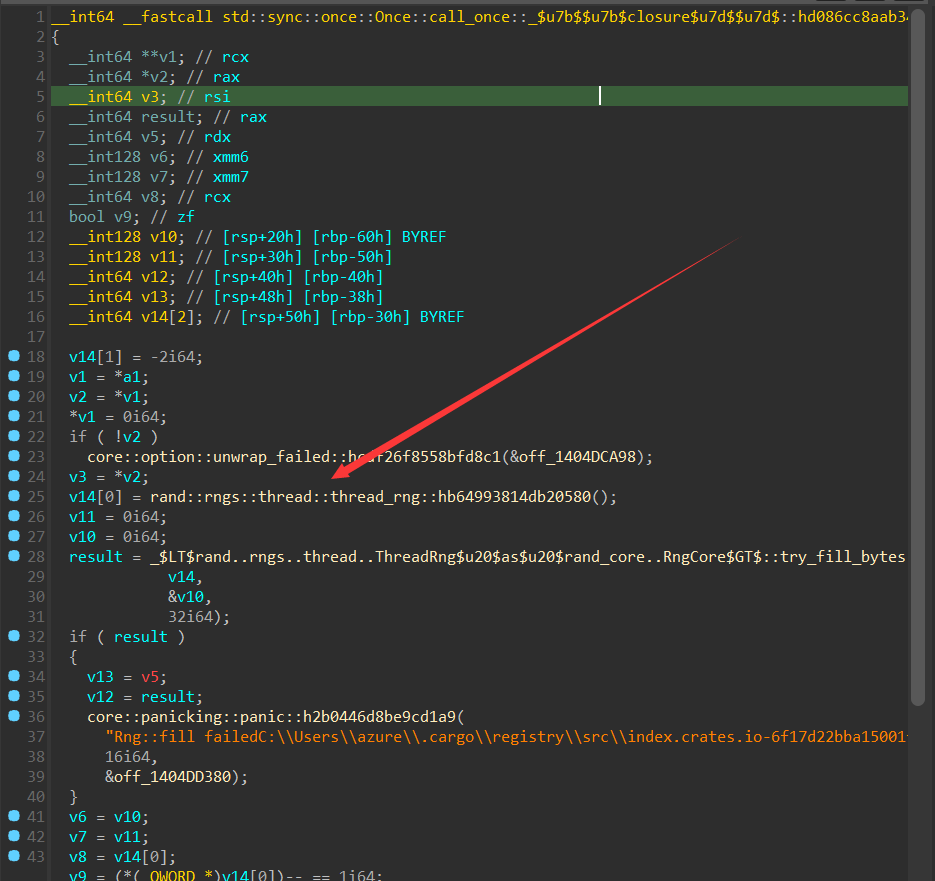 1 __int64 __fastcall std::sync::once::Once::call_once::_$u7b$$u7b$closure$u7d$$u7d$::hd086cc8aab3
2 {
3 __int64 **v1; // rcx
4 __int64 *v2; // rax
5 __int64 v3; // rsi
6 __int64 result; // rax
7 __int64 v5; // rdx
8 __int128 v6; // xmm6
9 __int128 v7; // xmm7
10 __int64 v8; // rcx
11 bool v9; // zf
12 __int128 v10; // [rsp+20h] [rbp-60h] BYREF
13 __int128 v11; // [rsp+30h] [rbp-50h]
14 __int64 v12; // [rsp+40h] [rbp-40h]
15 __int64 v13; // [rsp+48h] [rbp-38h]
16 __int64 v14[2]; // [rsp+50h] [rbp-30h] BYREF
17
18 v14[1] = -2i64;
19 v1 = *a1;
20 v2 = *v1;
21 *v1 = 0i64;
22 if ( !v2 )
23 core::option::unwrap_failed::hcdf26f8558bfd8c1(&off_1404DCA98);
24 v3 = *v2;
25 v14[0] = rand::rngs::thread::thread_rng::hb64993814db20580();
26 v11 = 0i64;
27 v10 = 0i64;
28 result = _$LT$rand..rngs..thread..ThreadRng$u20$as$u20$rand_core..RngCore$GT$::try_fill_bytes
29 v14,
30 &v10,
31 32i64);
32 if ( result )
33 {
34 v13 = v5;
35 v12 = result;
36 core::panicking::panic::h2b0446d8be9cd1a9(
37 "Rng::fill failedC:\\Users\\azure\\.cargo\\registry\\src\\index.crates.io-6f17d22bba15001
38 16i64,
39 &off_1404DD380);
40 }
41 v6 = v10;
42 v7 = v11;
43 v8 = v14[0];
v9 = (*(_QWORD *)v14[0])-- == 1i64;